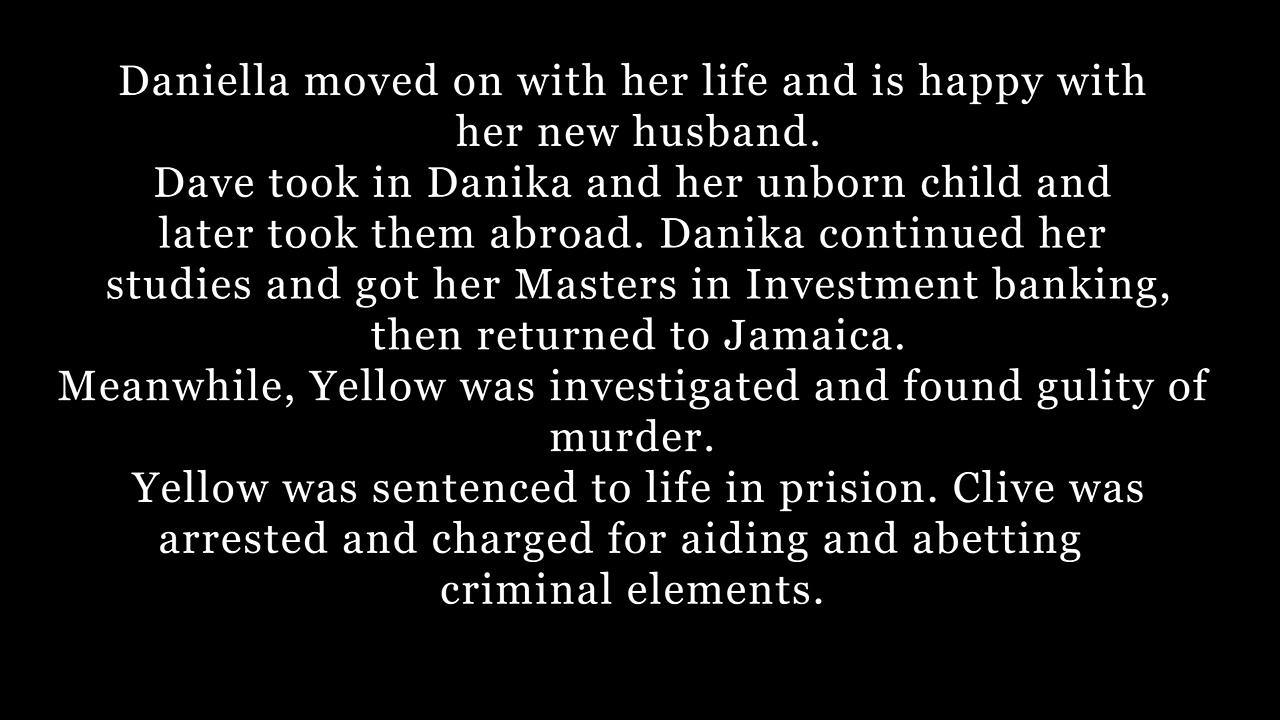 Daniella moved on with her life and is happy with
her new husband.
Dave took in Danika and her unborn child and
later took them abroad. Danika continued her
studies and got her Masters in Investment banking,
then returned to Jamaica.
Meanwhile, Yellow was investigated and found gulity of
murder.
Yellow was sentenced to life in prision. Clive was
arrested and charged for aiding and abetting
criminal elements.